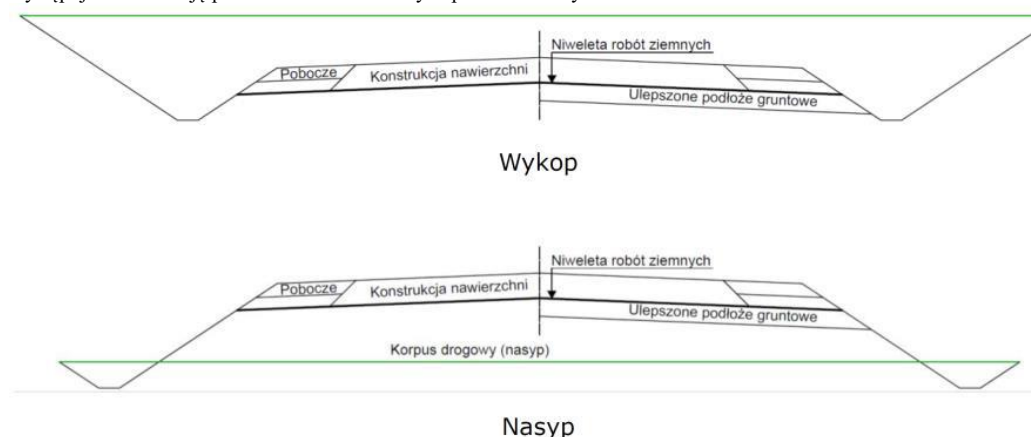 Niweleta robót ziemnych
Pobocze
Konstrukcja nawierzchni
Ulepszone podłoże gruntowe
Wykop
Niweleta robót ziemnych
Pobocze
Konstrukcja nawierzchni
Ulepszone podłoże gruntowe
Korpus drogowy (nasyp)
Nasyp